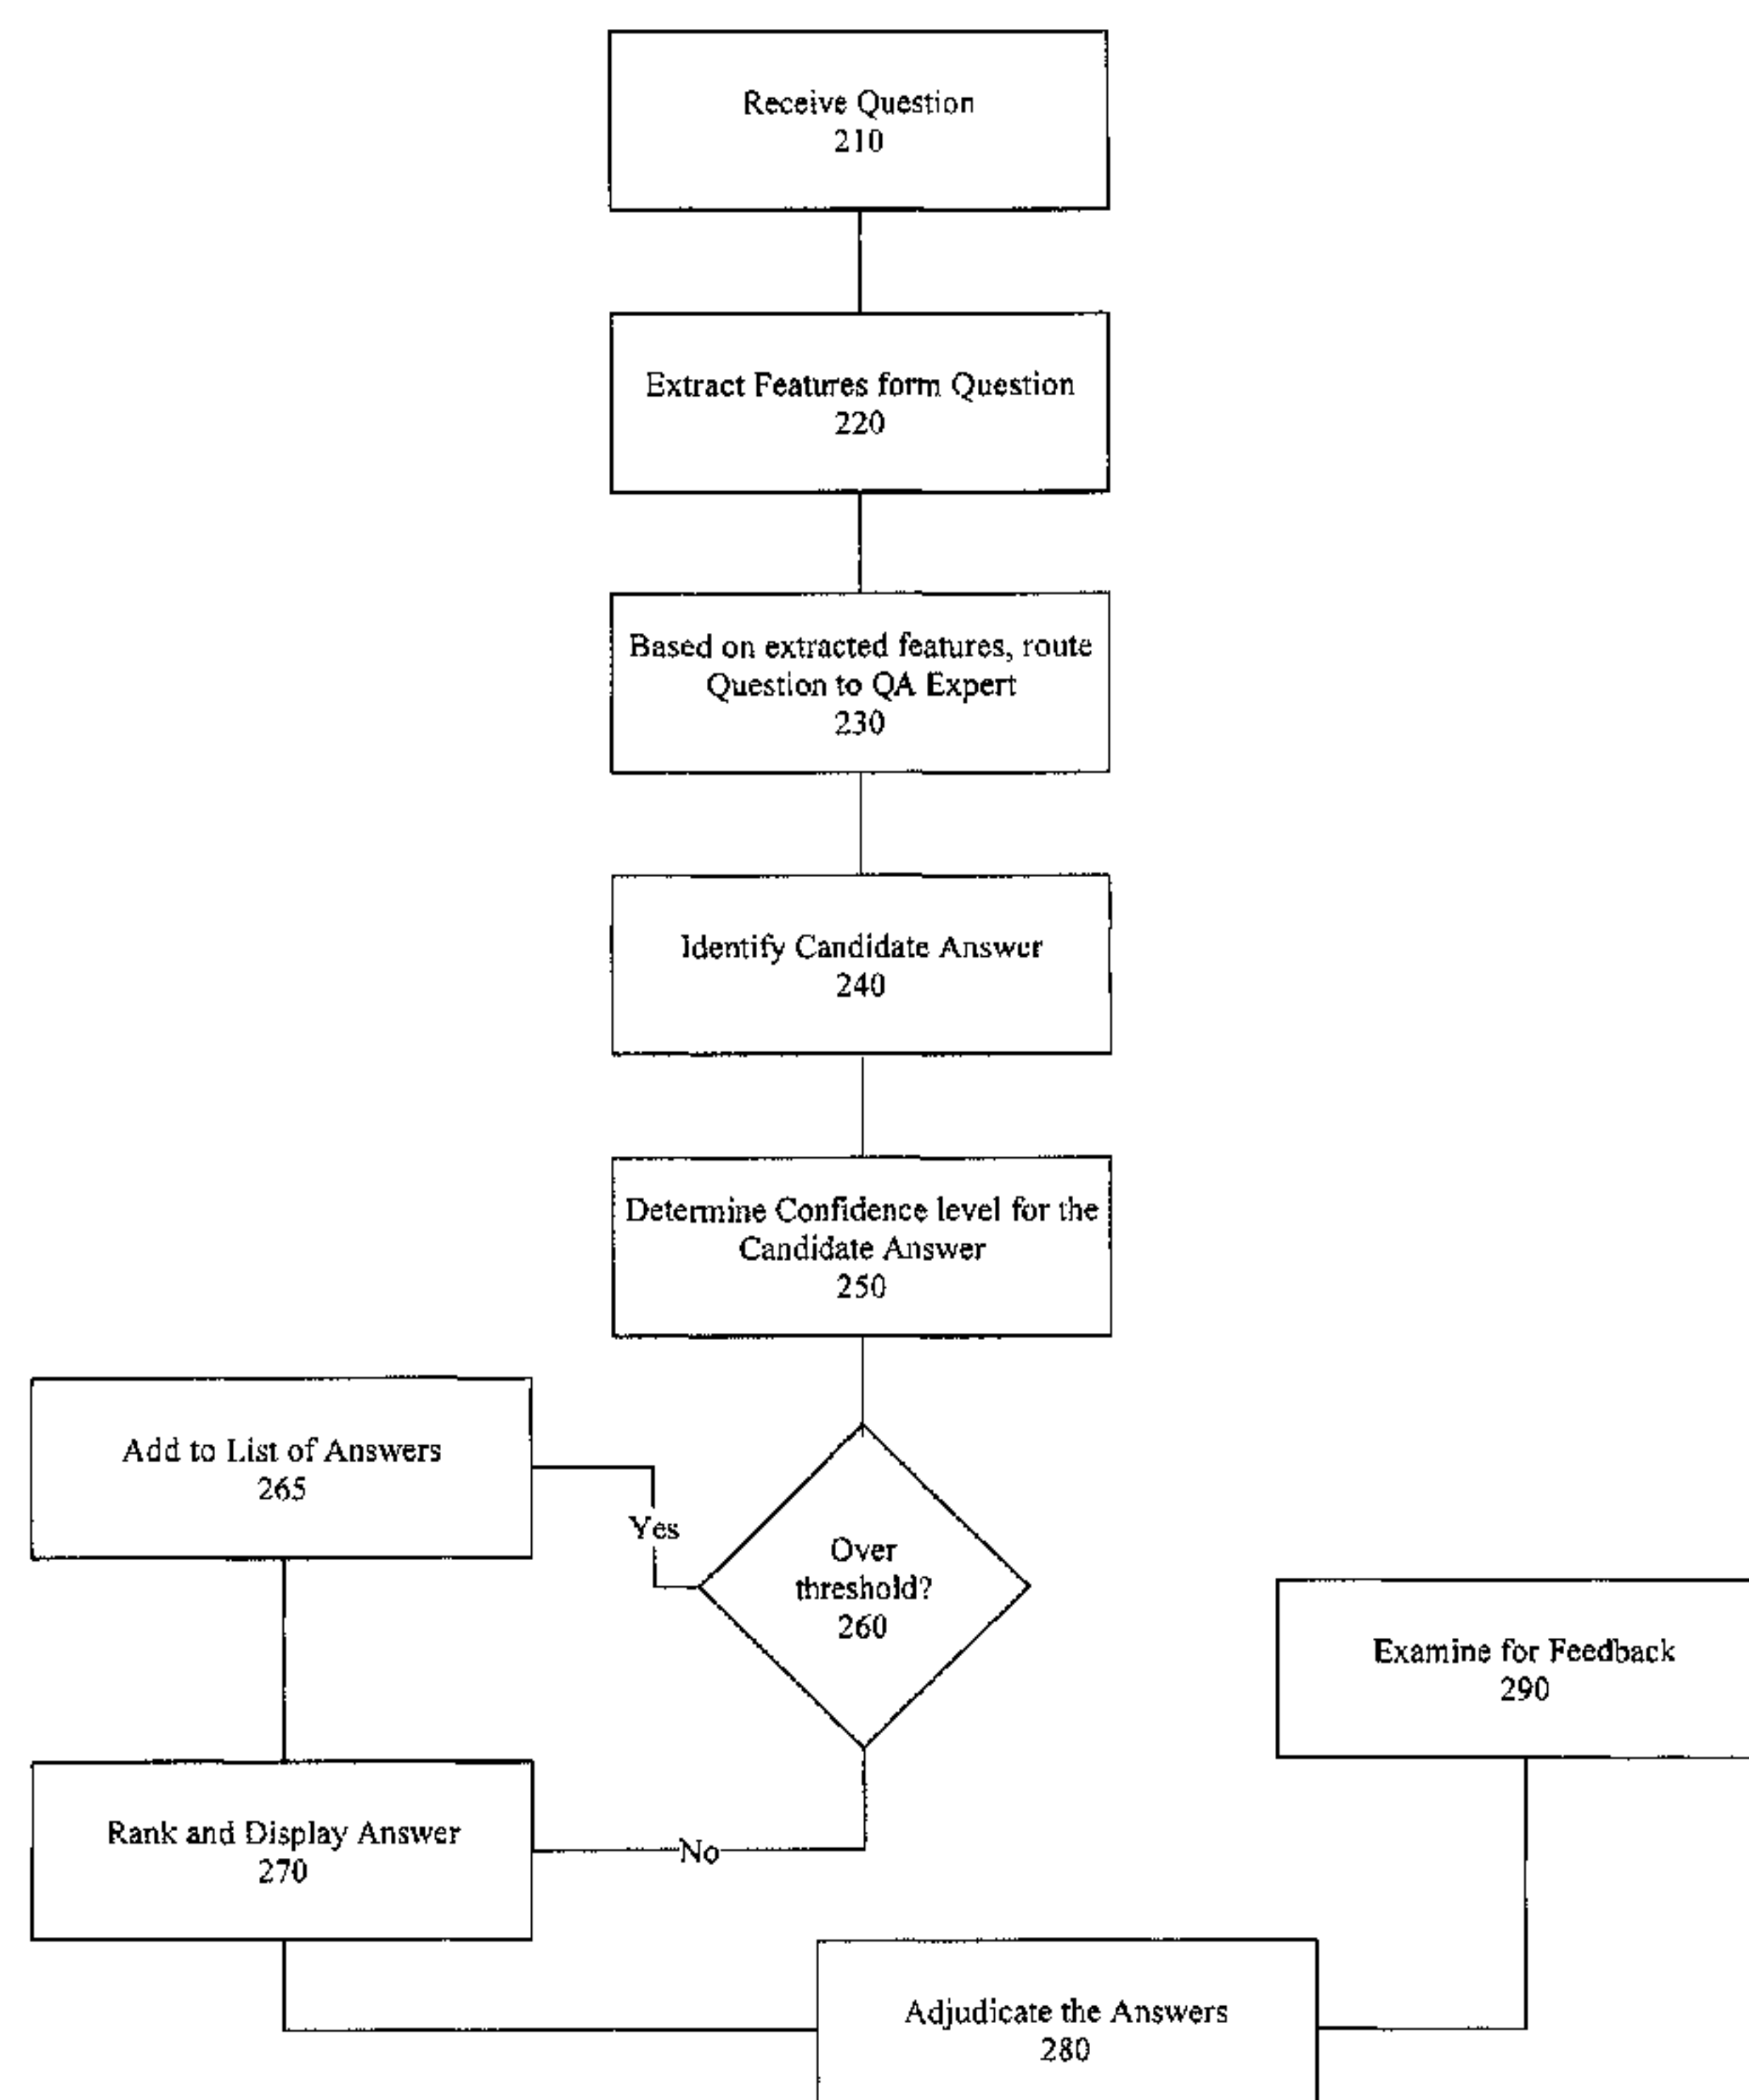 Receive Question
210
Extract Features form Question
220
Based on extracted features, route
Question to QA Expert
230
Identify Candidate Answer
240
Determine Confidence level for the
Candidate Answer
250
Add to List of Answers
265
Yes
Over
threshold?
260
Examine for Feedback
290
Rank and Display Answer
270
No
Adjudicate the Answers
280